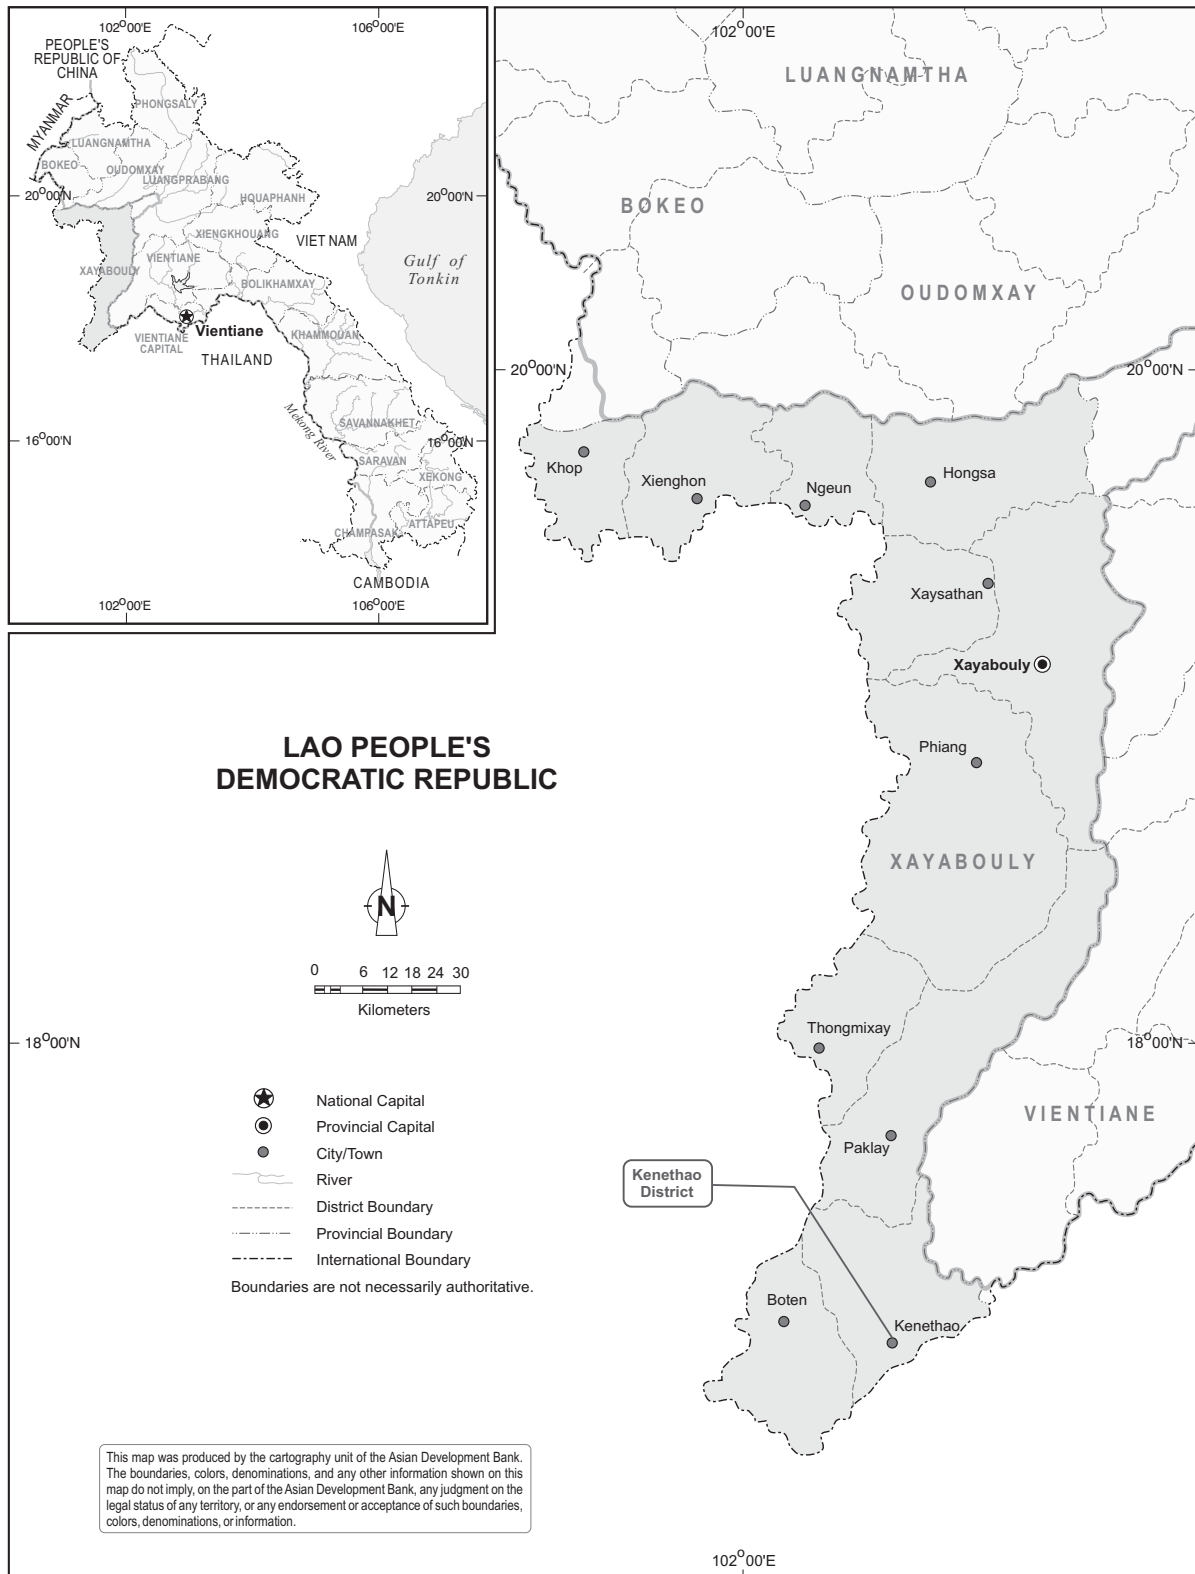 102°00'E
106°00'E
PEOPLE'S
REPUBLIC OF
CHINA
MYANMAR
PHONGSALY
LUANGNAMTHA
BOKEO
OUDOMXAY
LUANGPRABANG
20°00'N
20°00'N
HOUAPHANH
XIENGKHOUANG
VIET NAM
VIENTIANE
Gulf of
Tonkin
XAYABOULY
BOLIKHAMXAY
Vientiane
VIENTIANE
CAPITAL
KHAMMOUAN
THAILAND
Mekong River
SAVANNAKHET
16°00'N
16°00'N
SARAVAN
XEKONG
ATTAPEU
CHAMPASAK
CAMBODIA
102°00'E
106°00'E
102°00'E
LUANGNAMTHA
BOKEO
OUDOMXAY
20°00'N
20°00'N
Khop
Xienghon
Ngeun
Hongsa
Xaysathan
Xayabouly
Phiang
XAYABOULY
Thongmixay
18°00'N
18°00'N
VIENTIANE
Paklay
Kenethao
District
Boten
Kenethao
102°00'E
LAO PEOPLE'S
DEMOCRATIC REPUBLIC
N
0 6 12 18 24 30
Kilometers
National Capital
Provincial Capital
City/Town
River
District Boundary
Provincial Boundary
International Boundary
Boundaries are not necessarily authoritative.
This map was produced by the cartography unit of the Asian Development Bank.
The boundaries, colors, denominations, and any other information shown on this
map do not imply, on the part of the Asian Development Bank, any judgment on the
legal status of any territory, or any endorsement or acceptance of such boundaries,
colors, denominations, or information.